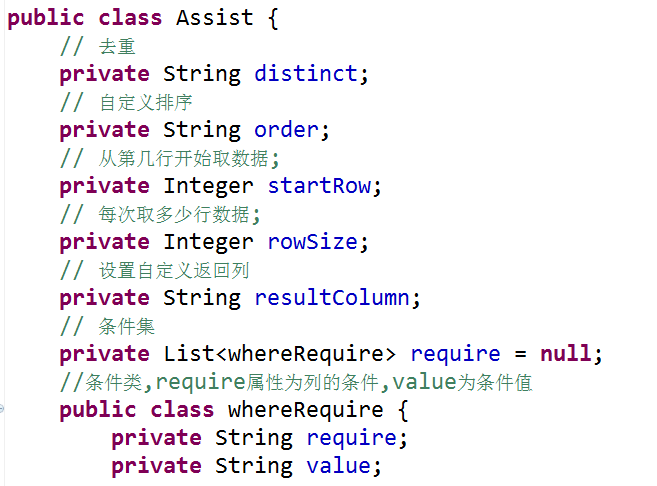 public class Assist {
// 去重
private String distinct;
// 自定义排序
private String order;
// 从第几行开始取数据;
private Integer startRow;
// 每次取多少行数据;
private Integer rowSize;
// 设置自定义返回列
private String resultColumn;
// 条件集
private List<whereRequire> require = null;
//条件类,require属性为列的条件,value为条件值
public class whereRequire {
private String require;
private String value;